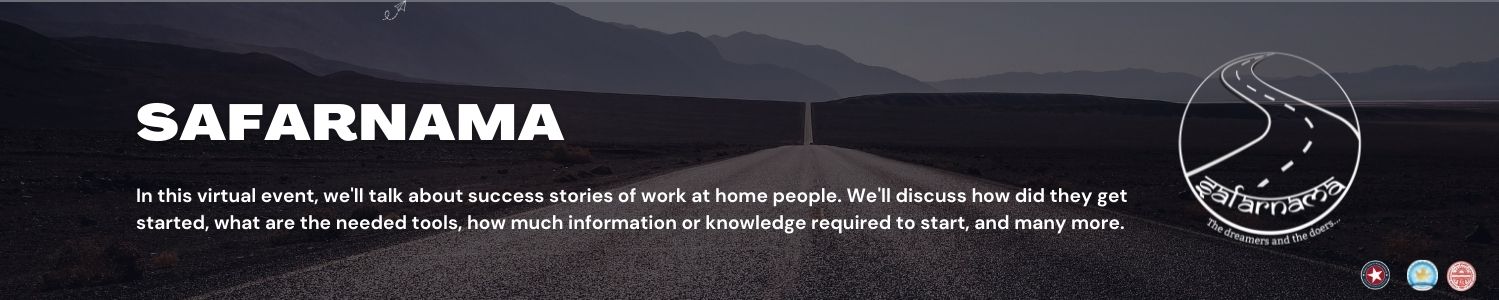 SAFARNAMA
In this virtual event, we'll talk about success stories of work at home people. We'll discuss how did they get
started, what are the needed tools, how much information or knowledge required to start, and many more.
Safarnama
The dreamers and the doers...